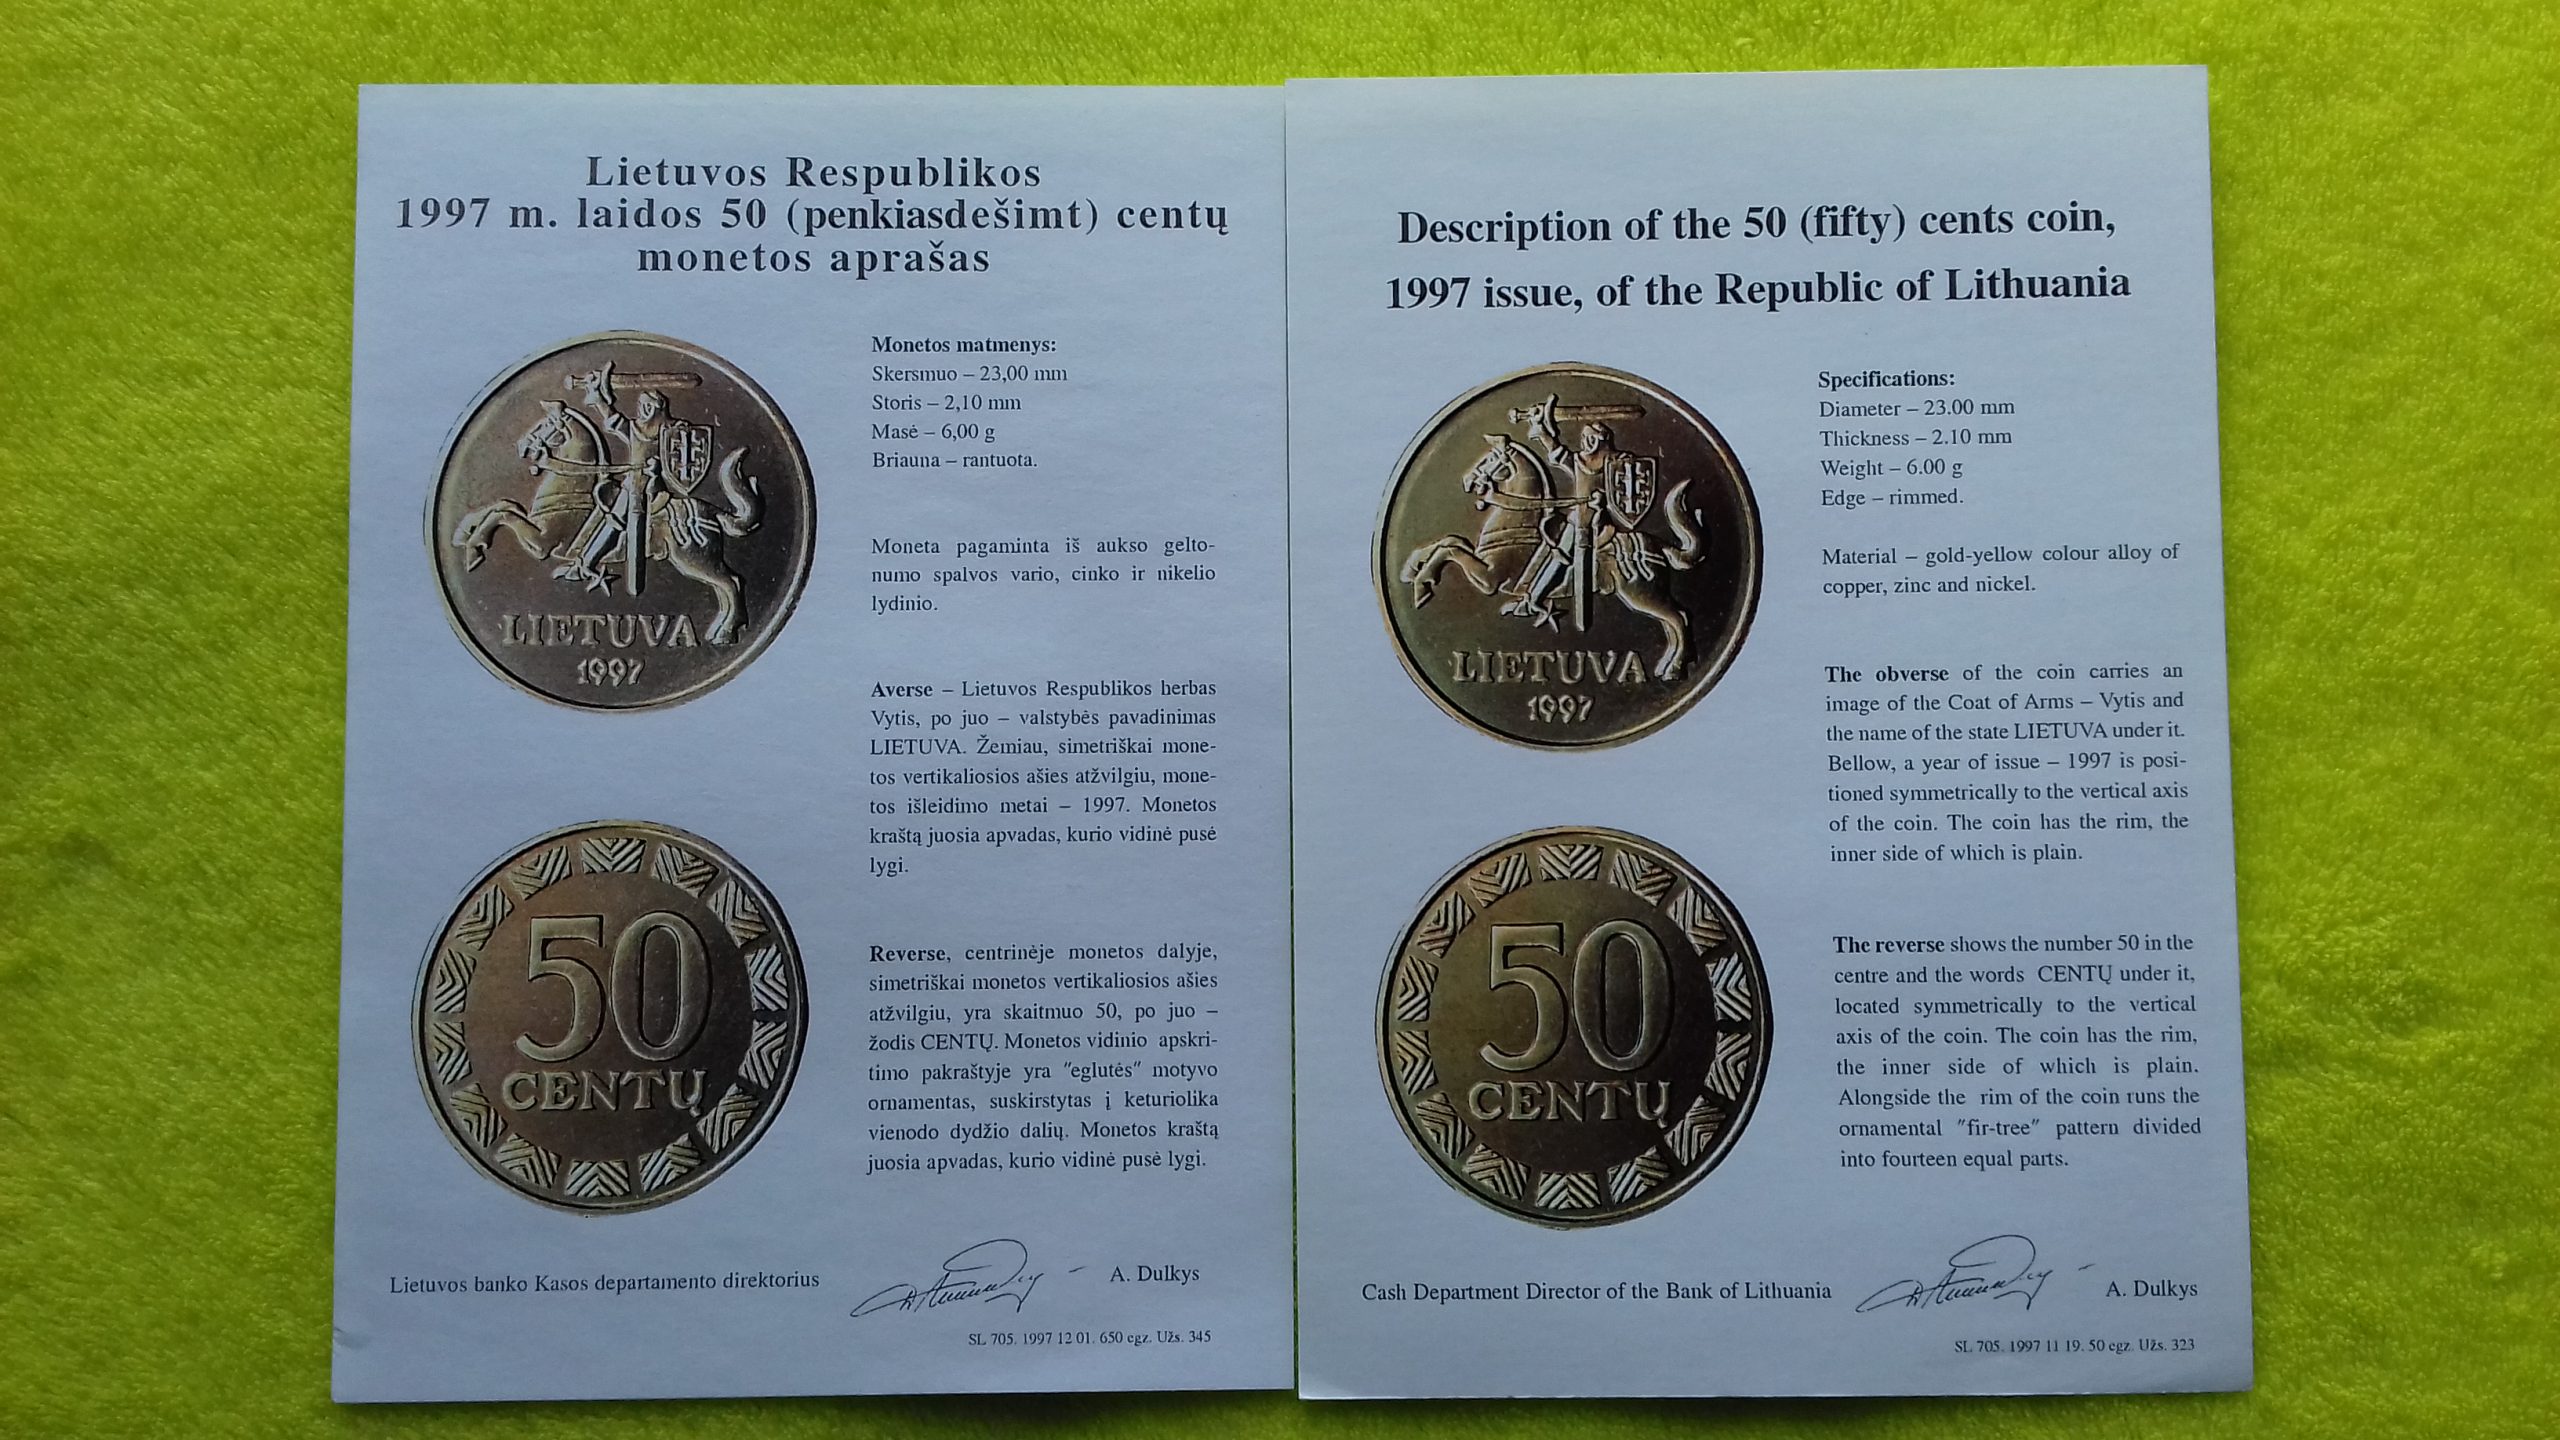 Lietuvos Respublikos
1997 m. laidos 50 (penkiasdešimt) centų
monetos aprašas
LIETUVA
1997
50
CENTŲ
Monetos matmenys:
Skersmuo – 23,00 mm
Storis – 2,10 mm
Masė – 6,00 g
Briauna – rantuota.
Moneta pagaminta iš aukso gelto-
numo spalvos vario, cinko ir nikelio
lydinio.
Averse – Lietuvos Respublikos herbas
Vytis, po juo – valstybės pavadinimas
LIETUVA. Žemiau, simetriškai mone-
tos vertikaliosios ašies atžvilgiu, mone-
tos išleidimo metai – 1997. Monetos
kraštą juosia apvadas, kurio vidinė pusė
lygi.
Reverse, centrinėje monetos dalyje,
simetriškai monetos vertikaliosios ašies
atžvilgiu, yra skaitmuo 50, po juo –
žodis CENTŲ. Monetos vidinio apskri-
timo pakraštyje yra "eglutės" motyvo
ornamentas, suskirstytas į keturiolika
vienodo dydžio dalių. Monetos kraštą
juosia apvadas, kurio vidinė pusė lygi.
Lietuvos banko Kasos departamento direktorius A. Dulkys
SL 705. 1997 12 01. 650 egz. Užs. 345
Description of the 50 (fifty) cents coin,
1997 issue, of the Republic of Lithuania
LIETUVA
1997
50
CENTŲ
Specifications:
Diameter – 23.00 mm
Thickness – 2.10 mm
Weight – 6.00 g
Edge – rimmed.
Material – gold-yellow colour alloy of
copper, zinc and nickel.
The obverse of the coin carries an
image of the Coat of Arms – Vytis and
the name of the state LIETUVA under it.
Bellow, a year of issue – 1997 is posi-
tioned symmetrically to the vertical axis
of the coin. The coin has the rim, the
inner side of which is plain.
The reverse shows the number 50 in the
centre and the words CENTŲ under it,
located symmetrically to the vertical
axis of the coin. The coin has the rim,
the inner side of which is plain.
Alongside the rim of the coin runs the
ornamental "fir-tree" pattern divided
into fourteen equal parts.
Cash Department Director of the Bank of Lithuania A. Dulkys
SL 705. 1997 11 19. 50 egz. Užs. 323